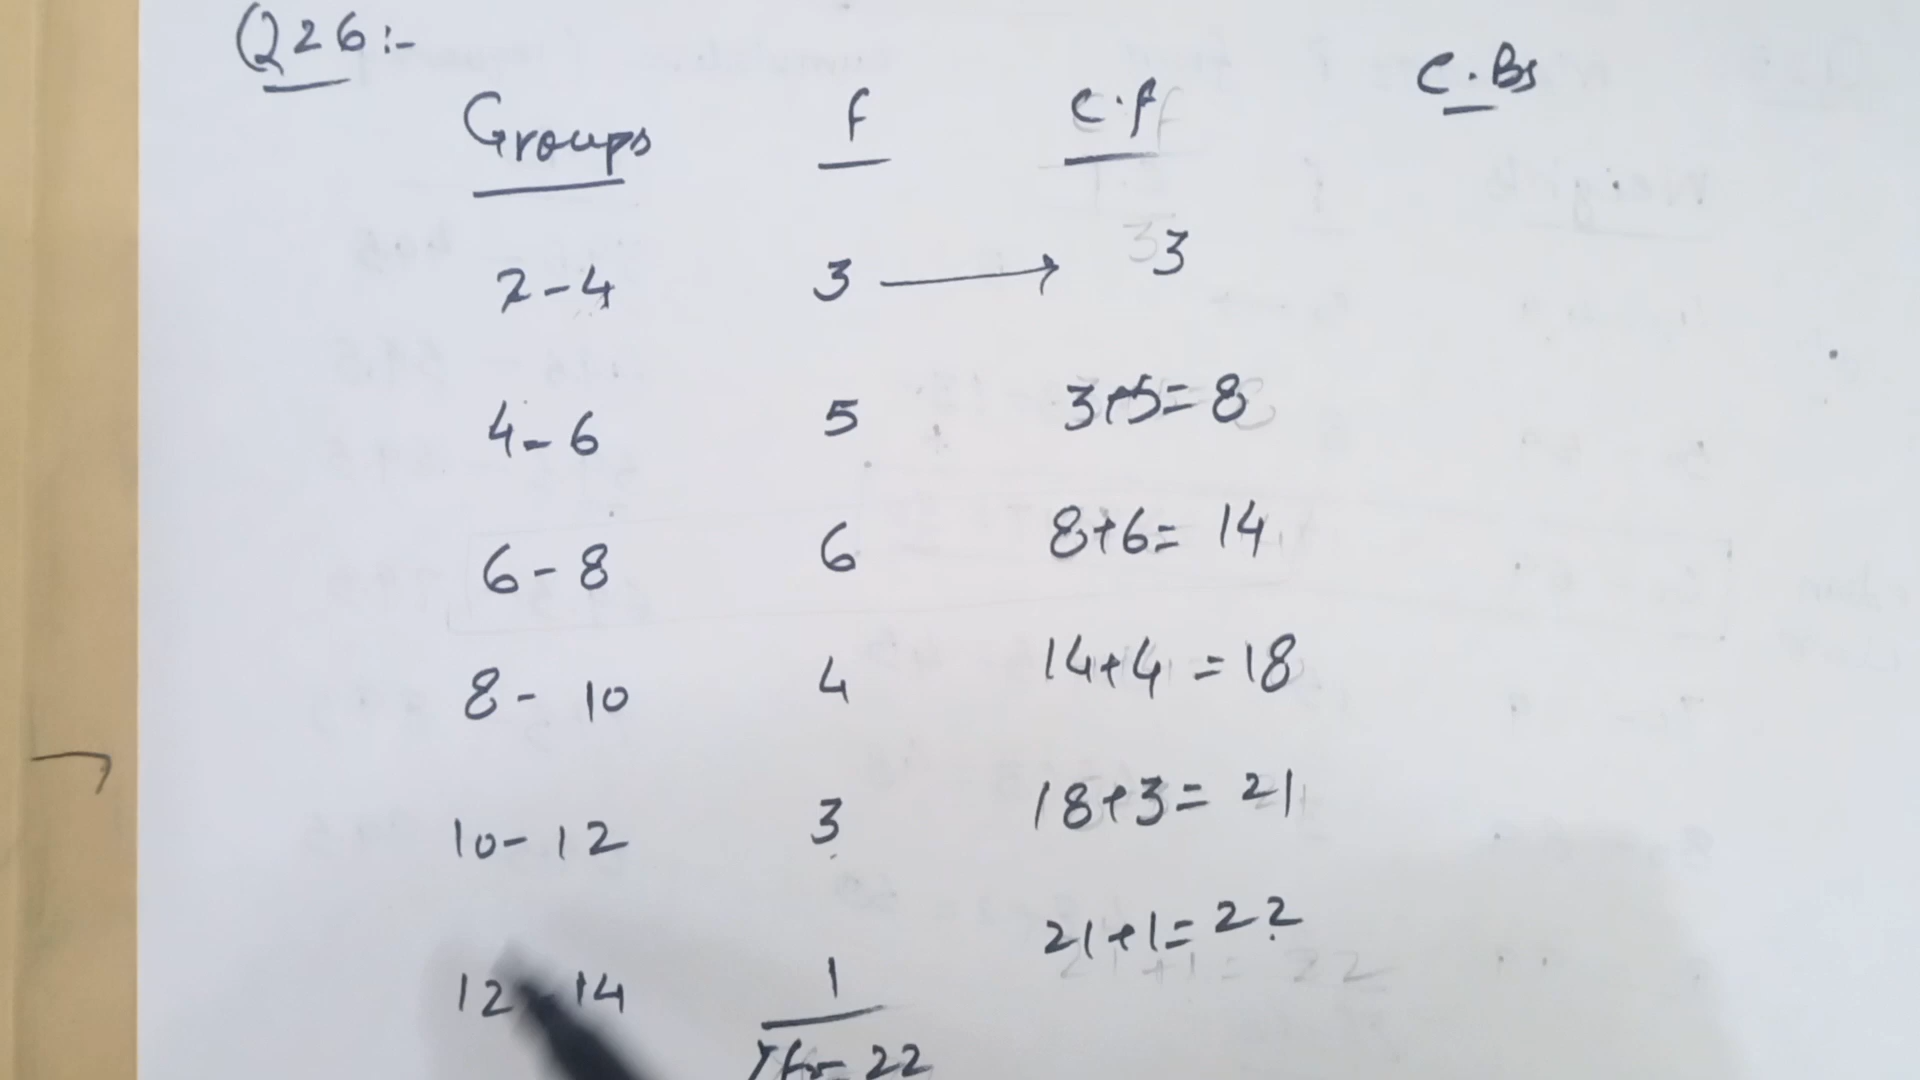 Q26:-
Groups f C.f C.Bs
2-4 3 → 3
4-6 5 3+5=8
6-8 6 8+6=14
8-10 4 14+4=18
10-12 3 18+3=21
12-14 1 21+1=22
Σf=22